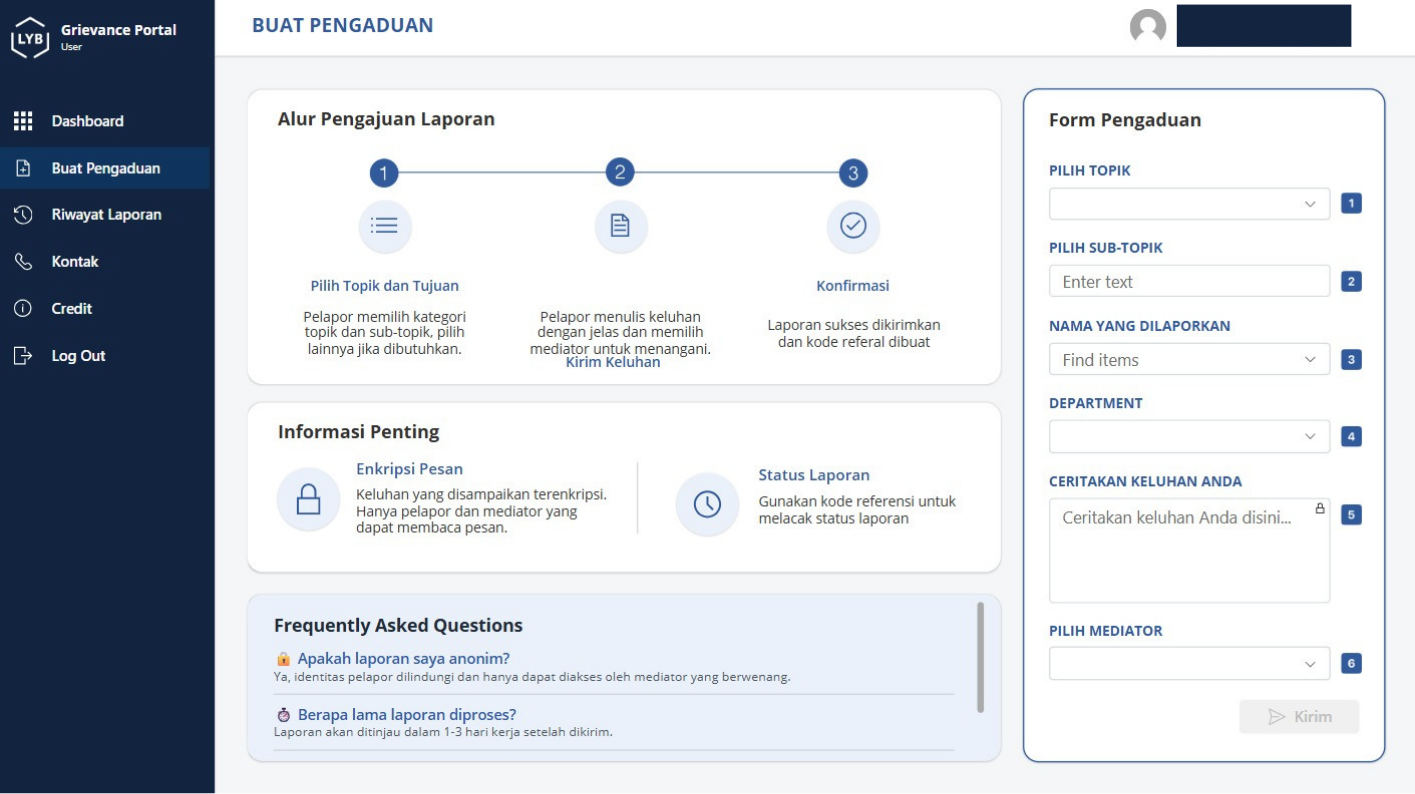 LYB
Grievance Portal
User
Dashboard
Buat Pengaduan
Riwayat Laporan
Kontak
Credit
Log Out
BUAT PENGADUAN
Alur Pengajuan Laporan
1
2
3
Pilih Topik dan Tujuan
Pelapor memilih kategori
topik dan sub-topik, pilih
lainnya jika dibutuhkan.
Pelapor menulis keluhan
dengan jelas dan memilih
mediator untuk menangani.
Kirim Keluhan
Konfirmasi
Laporan sukses dikirimkan
dan kode referal dibuat
Informasi Penting
Enkripsi Pesan
Keluhan yang disampaikan terenkripsi.
Hanya pelapor dan mediator yang
dapat membaca pesan.
Status Laporan
Gunakan kode referensi untuk
melacak status laporan
Frequently Asked Questions
Apakah laporan saya anonim?
Ya, identitas pelapor dilindungi dan hanya dapat diakses oleh mediator yang berwenang.
Berapa lama laporan diproses?
Laporan akan ditinjau dalam 1-3 hari kerja setelah dikirim.
Form Pengaduan
PILIH TOPIK
1
PILIH SUB-TOPIK
Enter text
2
NAMA YANG DILAPORKAN
Find items
3
DEPARTMENT
4
CERITAKAN KELUHAN ANDA
Ceritakan keluhan Anda disini...
5
PILIH MEDIATOR
6
Kirim